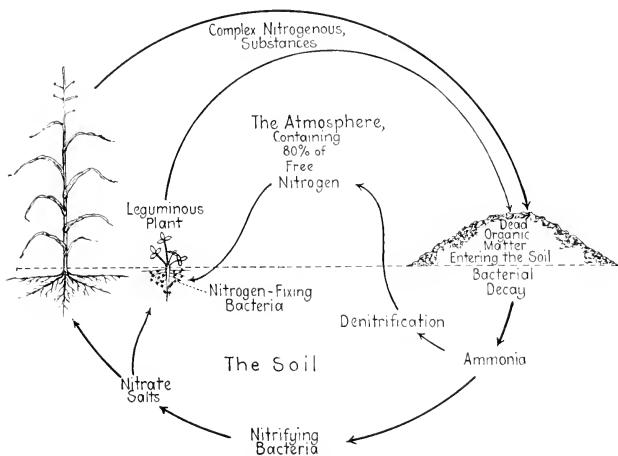 Complex Nitrogenous,
Substances
The Atmosphere,
Containing
80% of
Free
Nitrogen
Leguminous
Plant
Dead
Organic
Matter
Entering the Soil
Bacterial
Decay
Nitrogen-Fixing
Bacteria
Denitrification
The Soil
Ammonia
Nitrate
Salts
Nitrifying
Bacteria